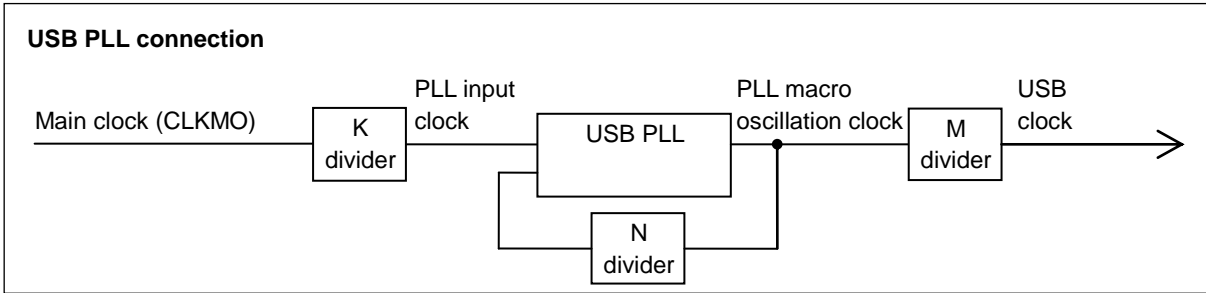 USB PLL connection
Main clock (CLKMO)
K
divider
PLL input
clock
USB PLL
N
divider
PLL macro
oscillation clock
M
divider
USB
clock